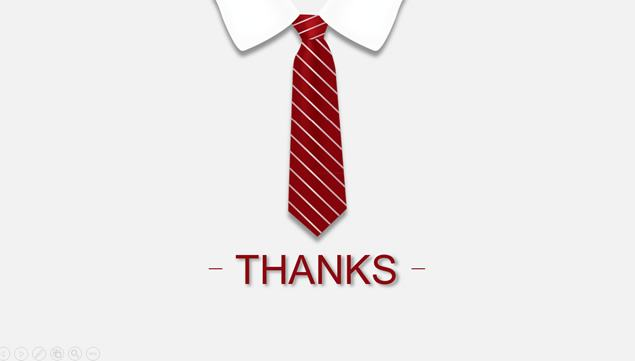 – THANKS –